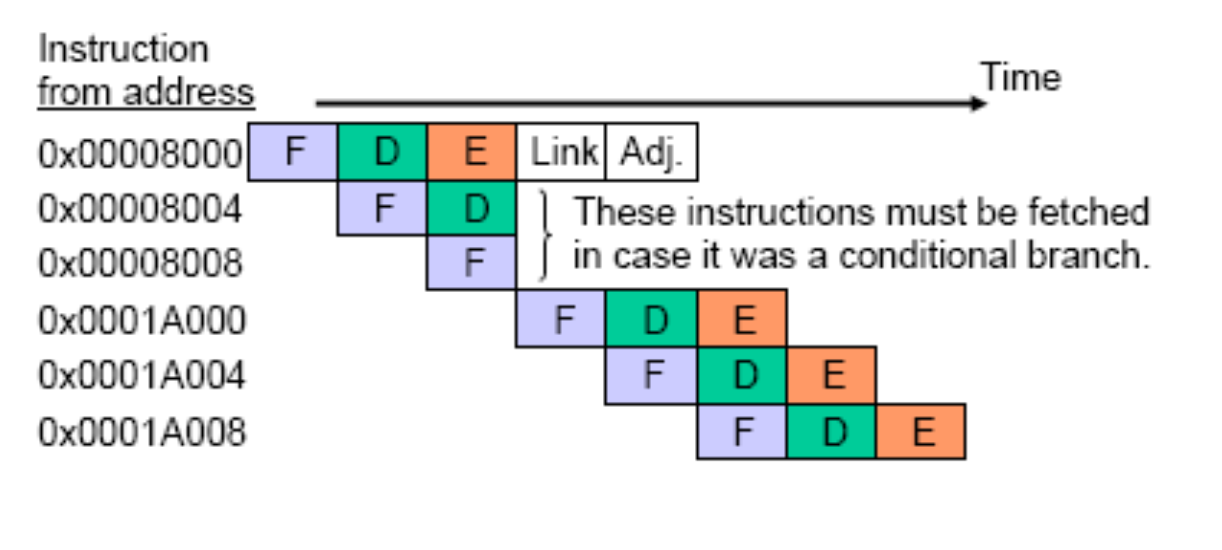 Instruction
from address
Time
0x00008000 F D E Link Adj.
0x00008004 F D These instructions must be fetched
0x00008008 F in case it was a conditional branch.
0x0001A000 F D E
0x0001A004 F D E
0x0001A008 F D E